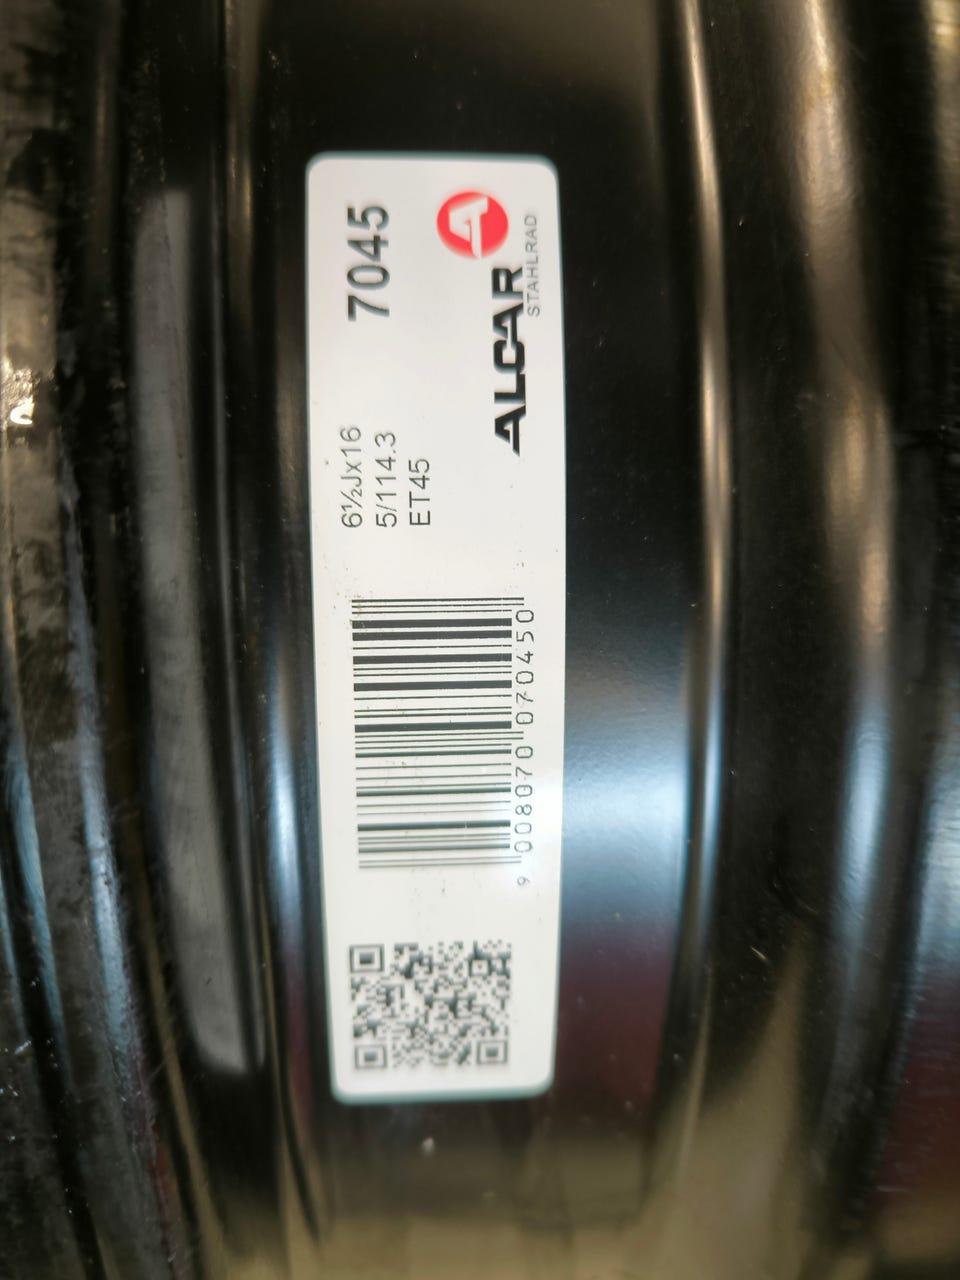 7045
6½Jx16
5/114.3
ET45
ALCAR
STAHLRAD
9 008070 070450